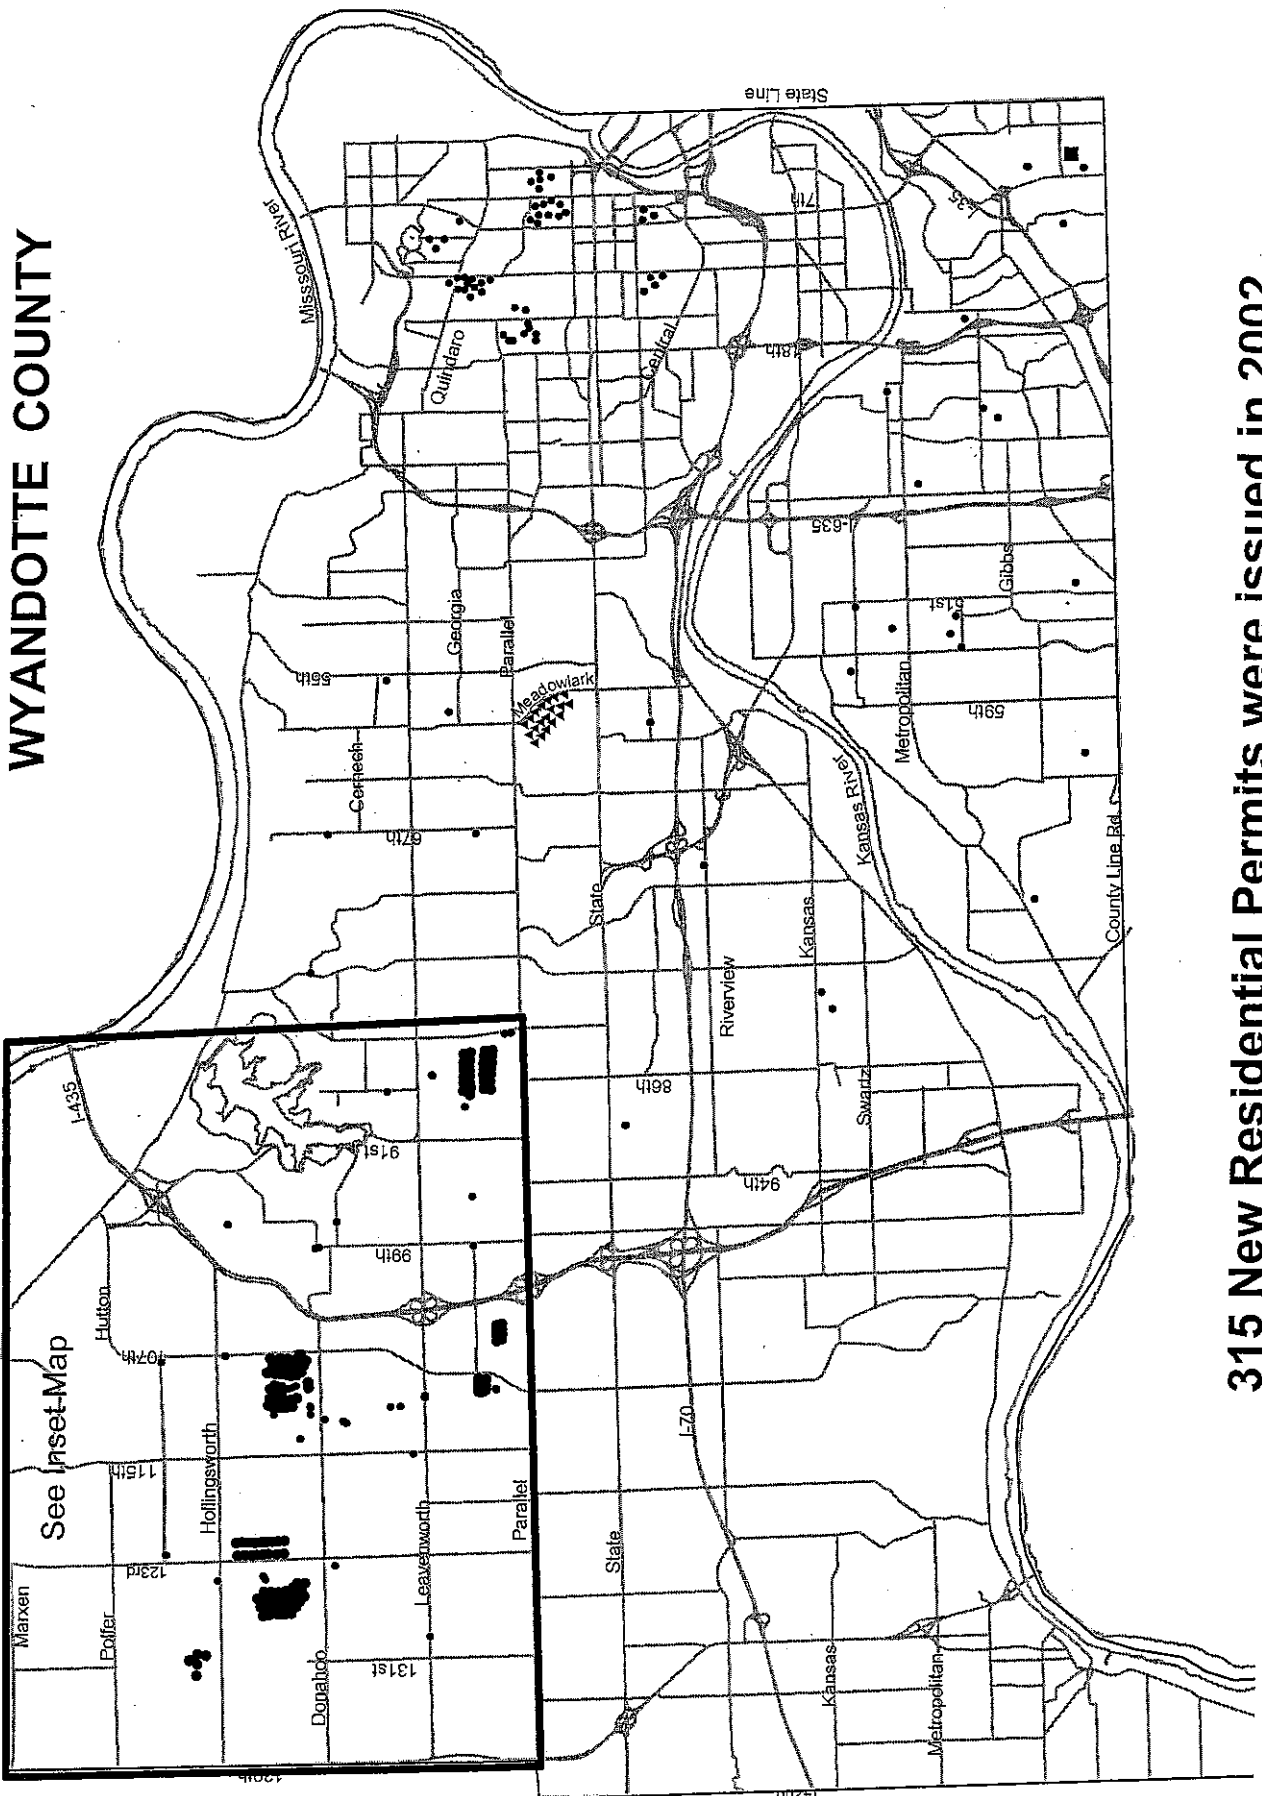 WYANDOTTE COUNTY
See Inset Map
Misssouri River
State Line
I-435
Hutton
107th
Hollingsworth
115th
Marxen
Polfer
123rd
Donahoo
Leavenworth
131st
Parallel
99th
91st
67th
Cernech
55th
Georgia
Parallel
Meadowlark
Quindaro
Central
18th
7th
I-35
I-635
51st
Gibbs
Metropolitan
59th
Kansas River
County Line Rd.
State
Riverview
Kansas
86th
Swartz
94th
I-70
State
Kansas
Metropolitan
315 New Residential Permits were issued in 2002